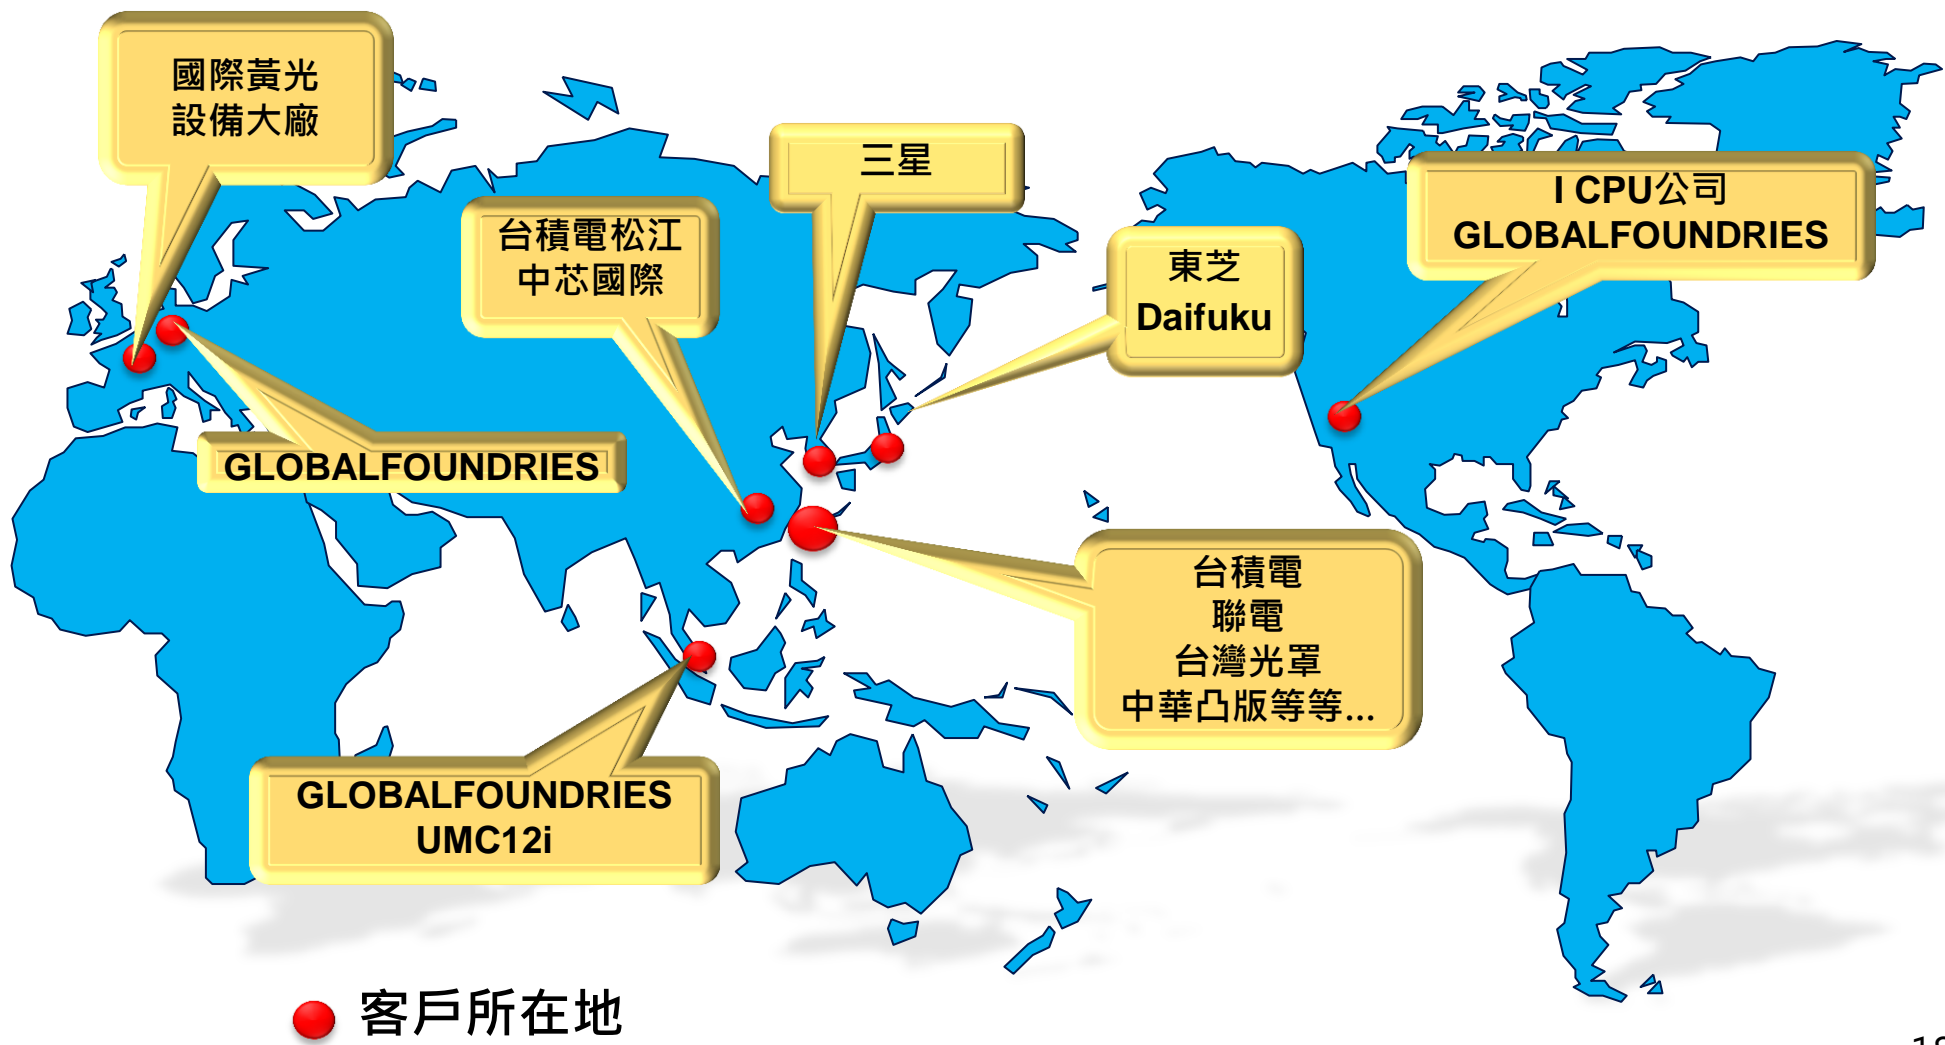 國際黃光
設備大廠
三星
I CPU公司
GLOBALFOUNDRIES
台積電松江
中芯國際
東芝
Daifuku
GLOBALFOUNDRIES
台積電
聯電
台灣光罩
中華凸版等等...
GLOBALFOUNDRIES
UMC12i
客戶所在地